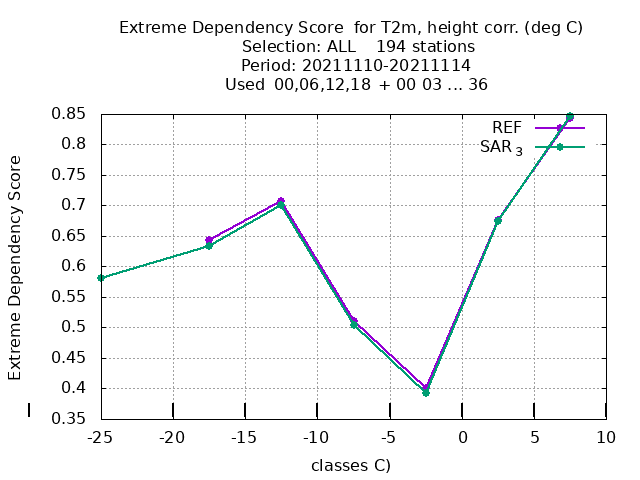 Extreme Dependency Score for T2m, height corr. (deg C)
Selection: ALL 194 stations
Period: 20211110-20211114
Used 00,06,12,18 + 00 03 ... 36
0.85
0.8
0.75
0.7
0.65
0.6
0.55
0.5
0.45
0.4
0.35
Extreme Dependency Score
REF
SAR 3
-25 -20 -15 -10 -5 0 5 10
classes C)